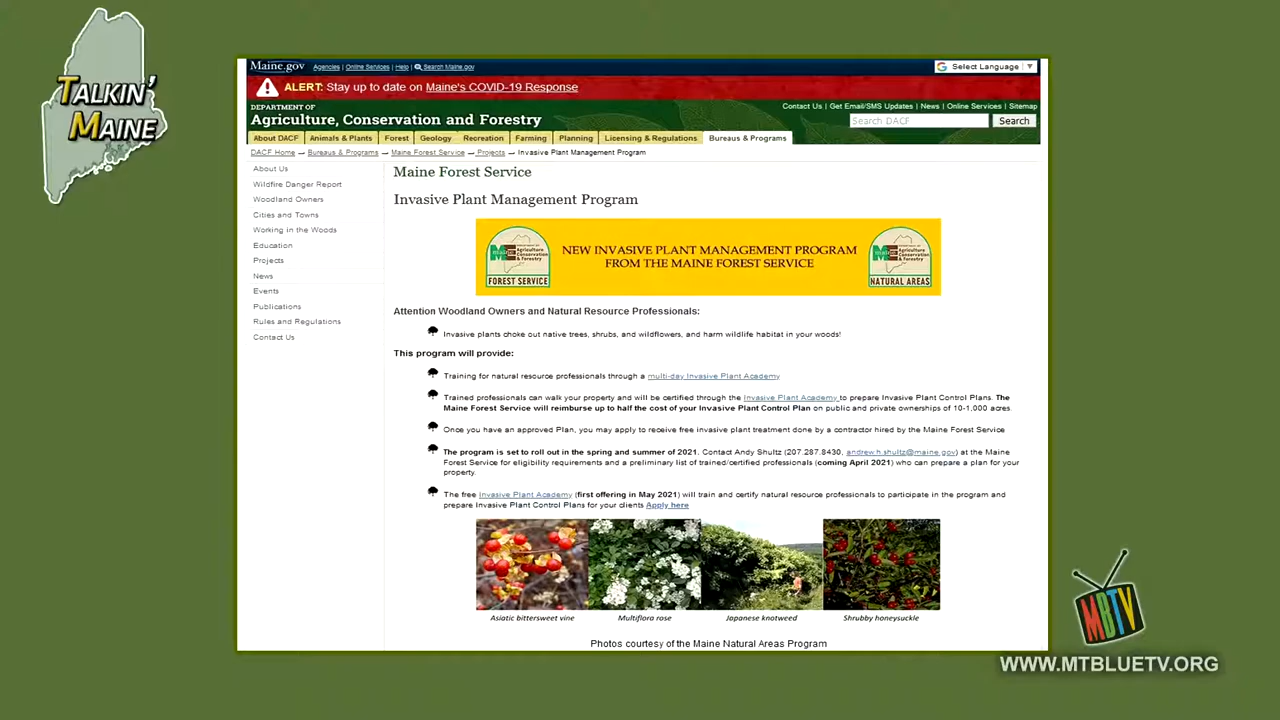 TALKIN'
MAINE
Maine.gov Agencies | Online Services | Help | Search Maine.gov
Select Language
ALERT: Stay up to date on Maine's COVID-19 Response
DEPARTMENT OF
Agriculture, Conservation and Forestry
Contact Us | Get Email/SMS Updates | News | Online Services | Sitemap
Search DACF Search
About DACF Animals & Plants Forest Geology Recreation Farming Planning Licensing & Regulations Bureaus & Programs
DACF Home → Bureaus & Programs → Maine Forest Service → Projects → Invasive Plant Management Program
About Us
Wildfire Danger Report
Woodland Owners
Cities and Towns
Working in the Woods
Education
Projects
News
Events
Publications
Rules and Regulations
Contact Us
Maine Forest Service
Invasive Plant Management Program
FOREST SERVICE
NEW INVASIVE PLANT MANAGEMENT PROGRAM
FROM THE MAINE FOREST SERVICE
NATURAL AREAS
Attention Woodland Owners and Natural Resource Professionals:
Invasive plants choke out native trees, shrubs, and wildflowers, and harm wildlife habitat in your woods!
This program will provide:
Training for natural resource professionals through a multi-day Invasive Plant Academy
Trained professionals can walk your property and will be certified through the Invasive Plant Academy to prepare Invasive Plant Control Plans. The
Maine Forest Service will reimburse up to half the cost of your Invasive Plant Control Plan on public and private ownerships of 10-1,000 acres.
Once you have an approved Plan, you may apply to receive free invasive plant treatment done by a contractor hired by the Maine Forest Service
The program is set to roll out in the spring and summer of 2021. Contact Andy Shultz (207.287.8430, andrew.h.shultz@maine.gov) at the Maine
Forest Service for eligibility requirements and a preliminary list of trained/certified professionals (coming April 2021) who can prepare a plan for your
property.
The free Invasive Plant Academy (first offering in May 2021) will train and certify natural resource professionals to participate in the program and
prepare Invasive Plant Control Plans for your clients Apply here
Asiatic bittersweet vine Multiflora rose Japanese knotweed Shrubby honeysuckle
Photos courtesy of the Maine Natural Areas Program
MBTV
WWW.MTBLUETV.ORG